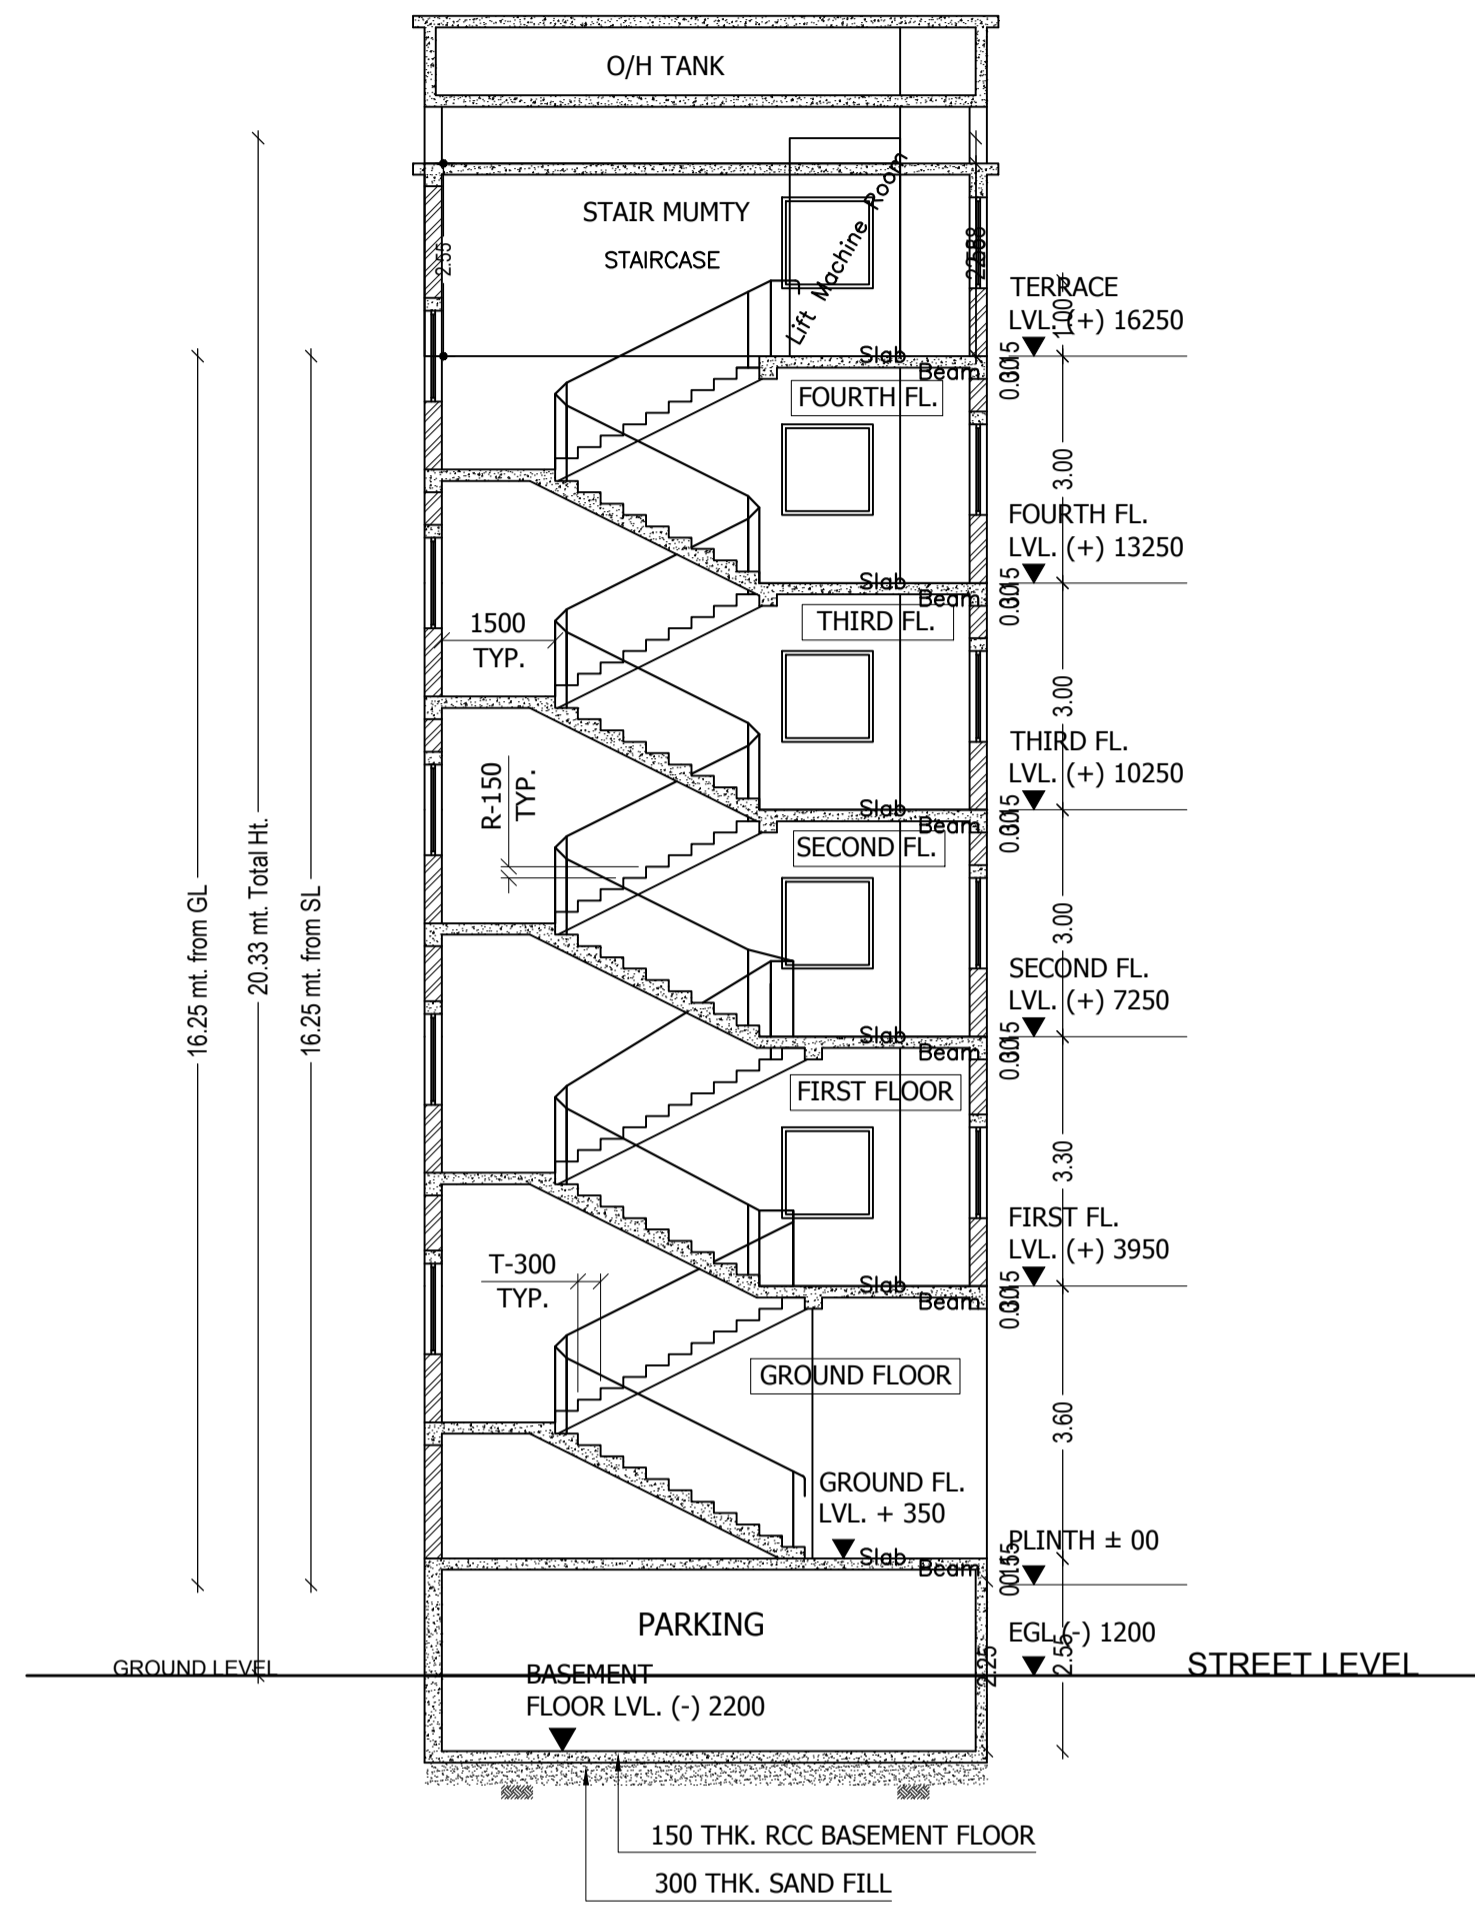 O/H TANK
STAIR MUMTY
STAIRCASE
Lift Machine Room
2.55
TERRACE
LVL. (+) 16250
1.00
Slab
Beam
FOURTH FL.
3.00
FOURTH FL.
LVL. (+) 13250
Slab
Beam
THIRD FL.
1500
TYP.
3.00
THIRD FL.
LVL. (+) 10250
R-150
TYP.
Slab
Beam
SECOND FL.
16.25 mt. from GL
20.33 mt. Total Ht.
16.25 mt. from SL
3.00
SECOND FL.
LVL. (+) 7250
Slab
Beam
FIRST FLOOR
3.30
FIRST FL.
LVL. (+) 3950
T-300
TYP.
Slab
Beam
GROUND FLOOR
3.60
GROUND FL.
LVL. + 350
PLINTH ± 00
Slab
Beam
PARKING
EGL (-) 1200
2.55
2.25
GROUND LEVEL
STREET LEVEL
BASEMENT
FLOOR LVL. (-) 2200
150 THK. RCC BASEMENT FLOOR
300 THK. SAND FILL